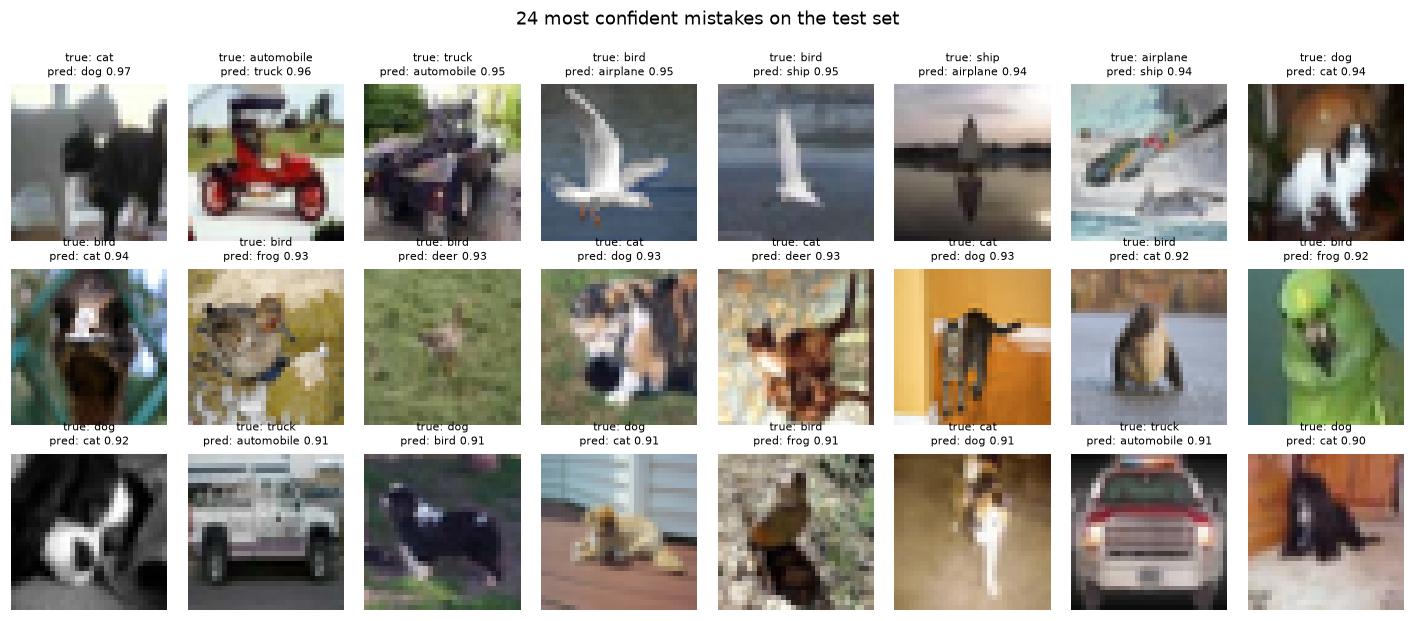 24 most confident mistakes on the test set
true: cat
pred: dog 0.97
true: automobile
pred: truck 0.96
true: truck
pred: automobile 0.95
true: bird
pred: airplane 0.95
true: bird
pred: ship 0.95
true: ship
pred: airplane 0.94
true: airplane
pred: ship 0.94
true: dog
pred: cat 0.94
true: bird
pred: cat 0.94
true: bird
pred: frog 0.93
true: bird
pred: deer 0.93
true: cat
pred: dog 0.93
true: cat
pred: deer 0.93
true: cat
pred: dog 0.93
true: bird
pred: cat 0.92
true: bird
pred: frog 0.92
true: dog
pred: cat 0.92
true: truck
pred: automobile 0.91
true: dog
pred: bird 0.91
true: dog
pred: cat 0.91
true: bird
pred: frog 0.91
true: cat
pred: dog 0.91
true: truck
pred: automobile 0.91
true: dog
pred: cat 0.90